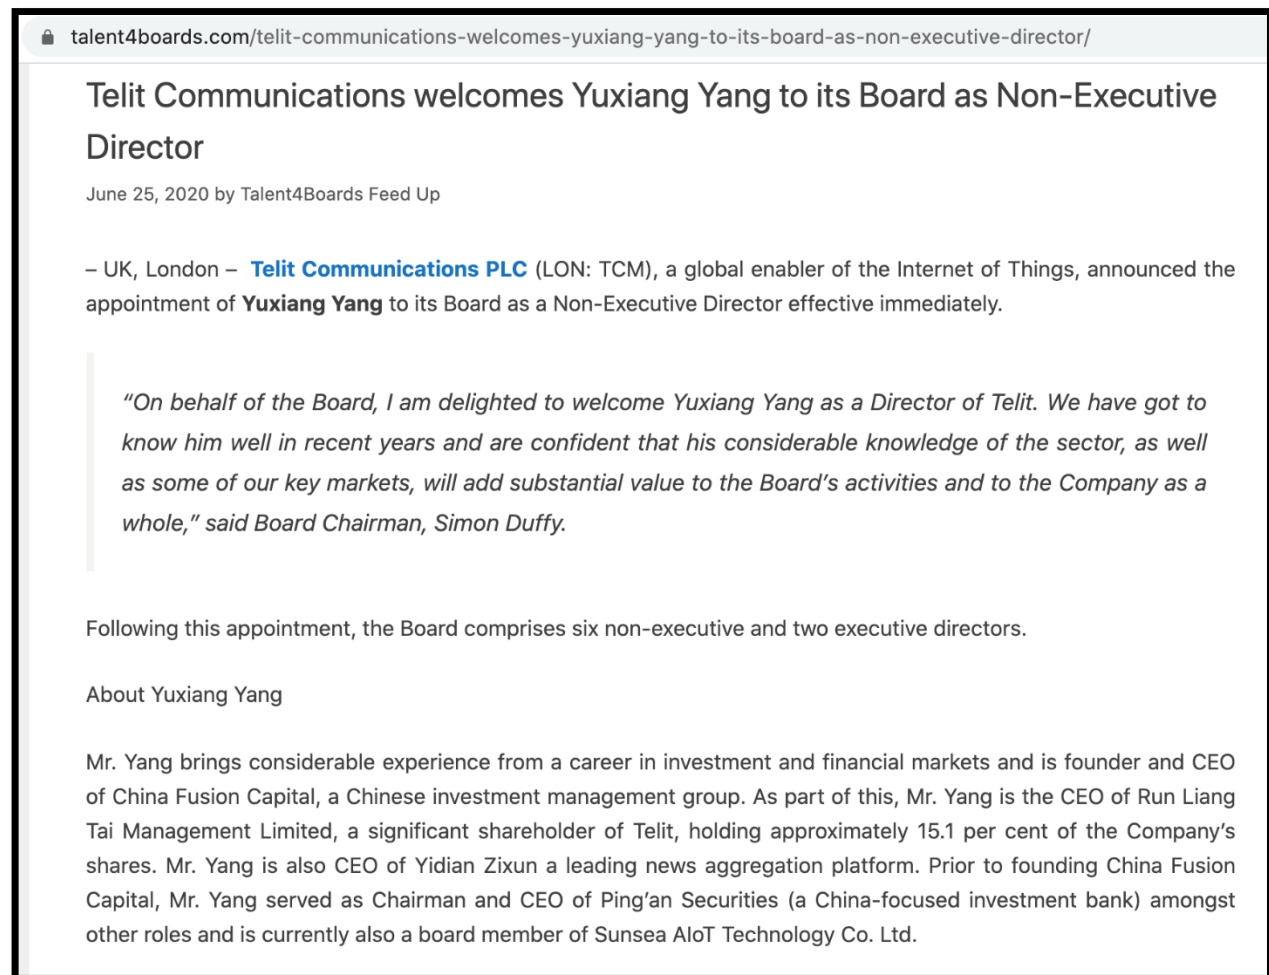 talent4boards.com/telit-communications-welcomes-yuxiang-yang-to-its-board-as-non-executive-director/
Telit Communications welcomes Yuxiang Yang to its Board as Non-Executive
Director
June 25, 2020 by Talent4Boards Feed Up
– UK, London – Telit Communications PLC (LON: TCM), a global enabler of the Internet of Things, announced the
appointment of Yuxiang Yang to its Board as a Non-Executive Director effective immediately.
“On behalf of the Board, I am delighted to welcome Yuxiang Yang as a Director of Telit. We have got to
know him well in recent years and are confident that his considerable knowledge of the sector, as well
as some of our key markets, will add substantial value to the Board’s activities and to the Company as a
whole,” said Board Chairman, Simon Duffy.
Following this appointment, the Board comprises six non-executive and two executive directors.
About Yuxiang Yang
Mr. Yang brings considerable experience from a career in investment and financial markets and is founder and CEO
of China Fusion Capital, a Chinese investment management group. As part of this, Mr. Yang is the CEO of Run Liang
Tai Management Limited, a significant shareholder of Telit, holding approximately 15.1 per cent of the Company’s
shares. Mr. Yang is also CEO of Yidian Zixun a leading news aggregation platform. Prior to founding China Fusion
Capital, Mr. Yang served as Chairman and CEO of Ping’an Securities (a China-focused investment bank) amongst
other roles and is currently also a board member of Sunsea AIoT Technology Co. Ltd.